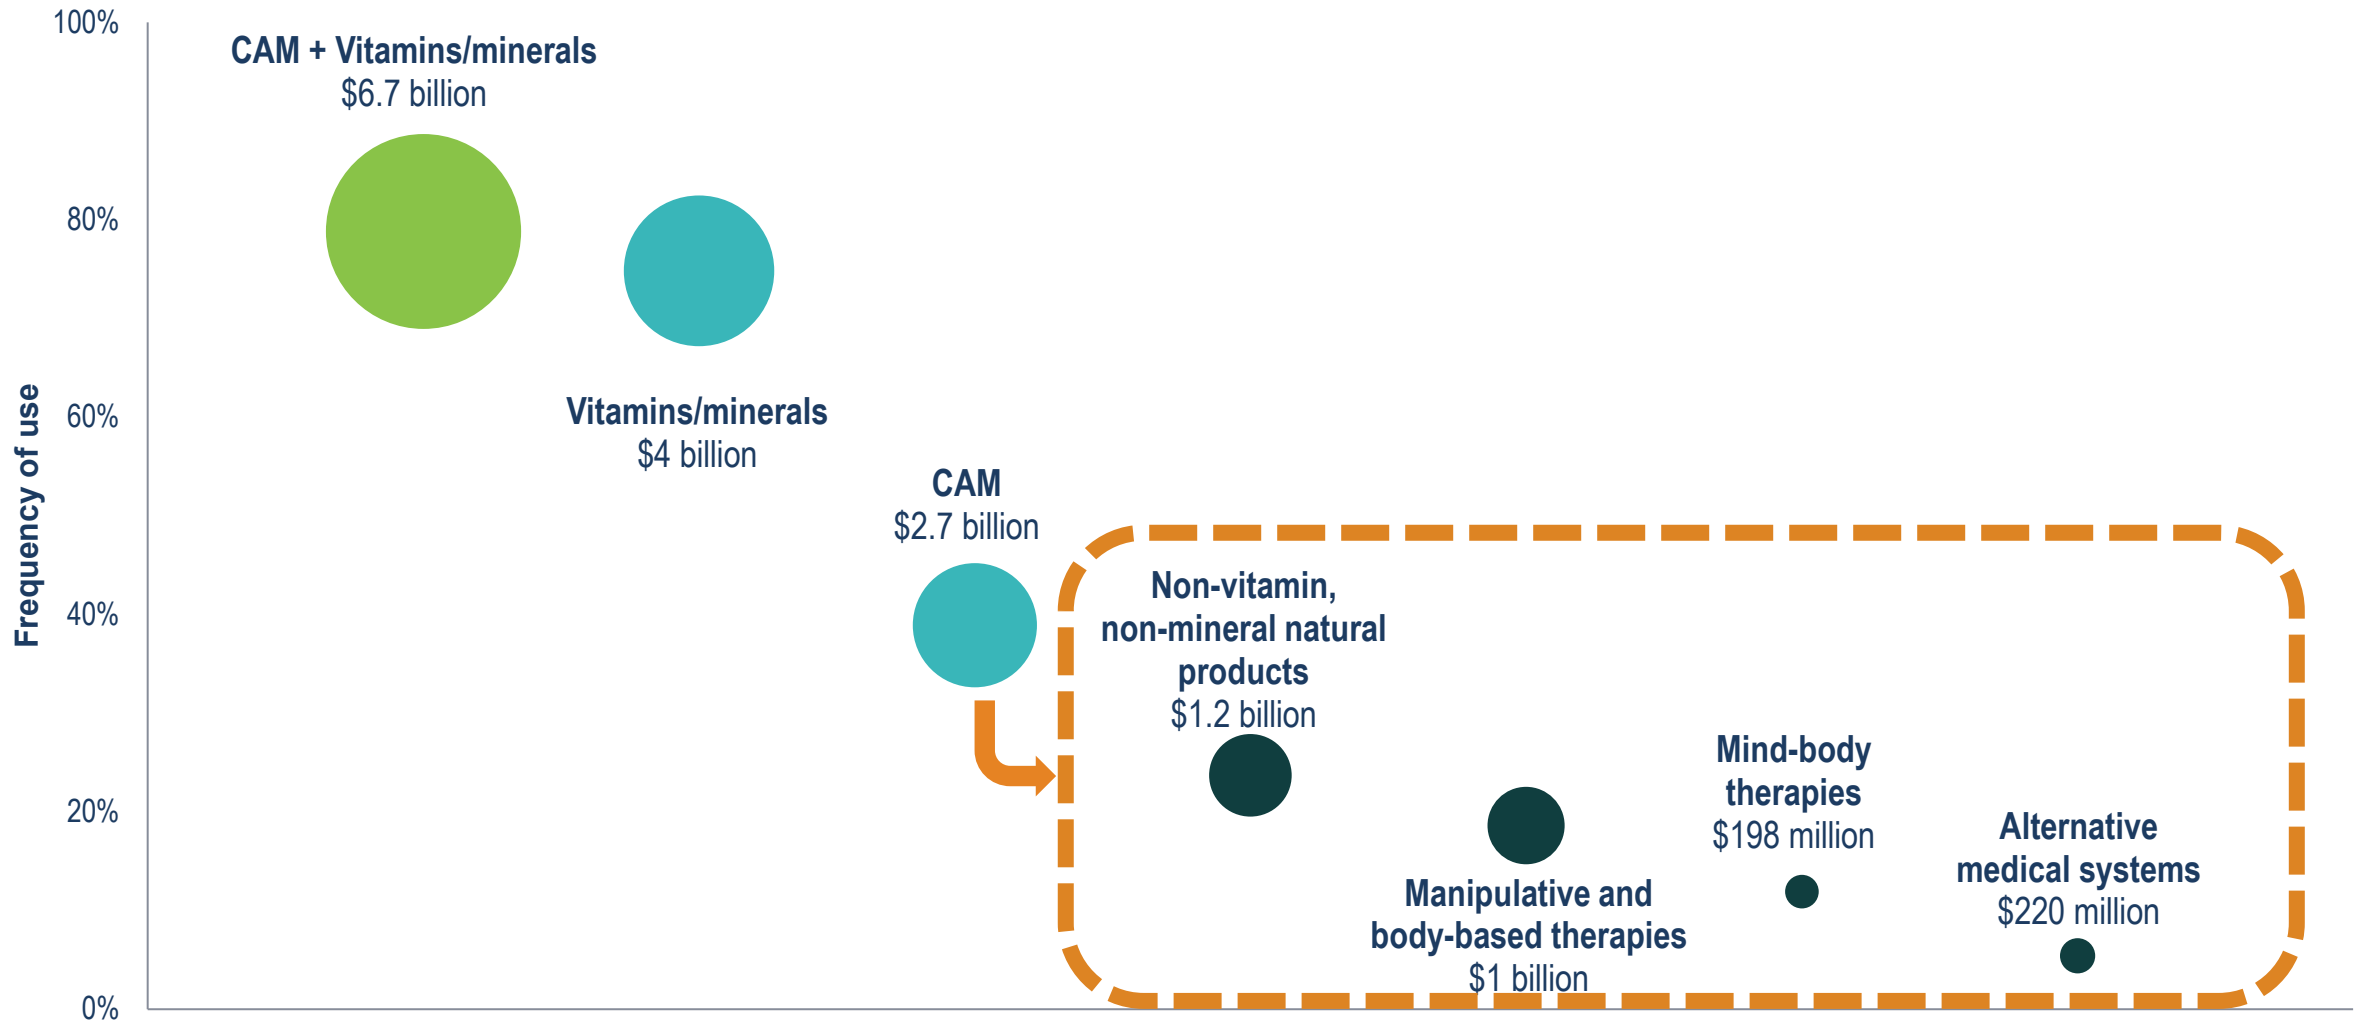 100%
CAM + Vitamins/minerals
$6.7 billion
80%
Vitamins/minerals
$4 billion
60%
Frequency of use
CAM
$2.7 billion
40%
Non-vitamin,
non-mineral natural
products
$1.2 billion
20%
Manipulative and
body-based therapies
$1 billion
Mind-body
therapies
$198 million
Alternative
medical systems
$220 million
0%